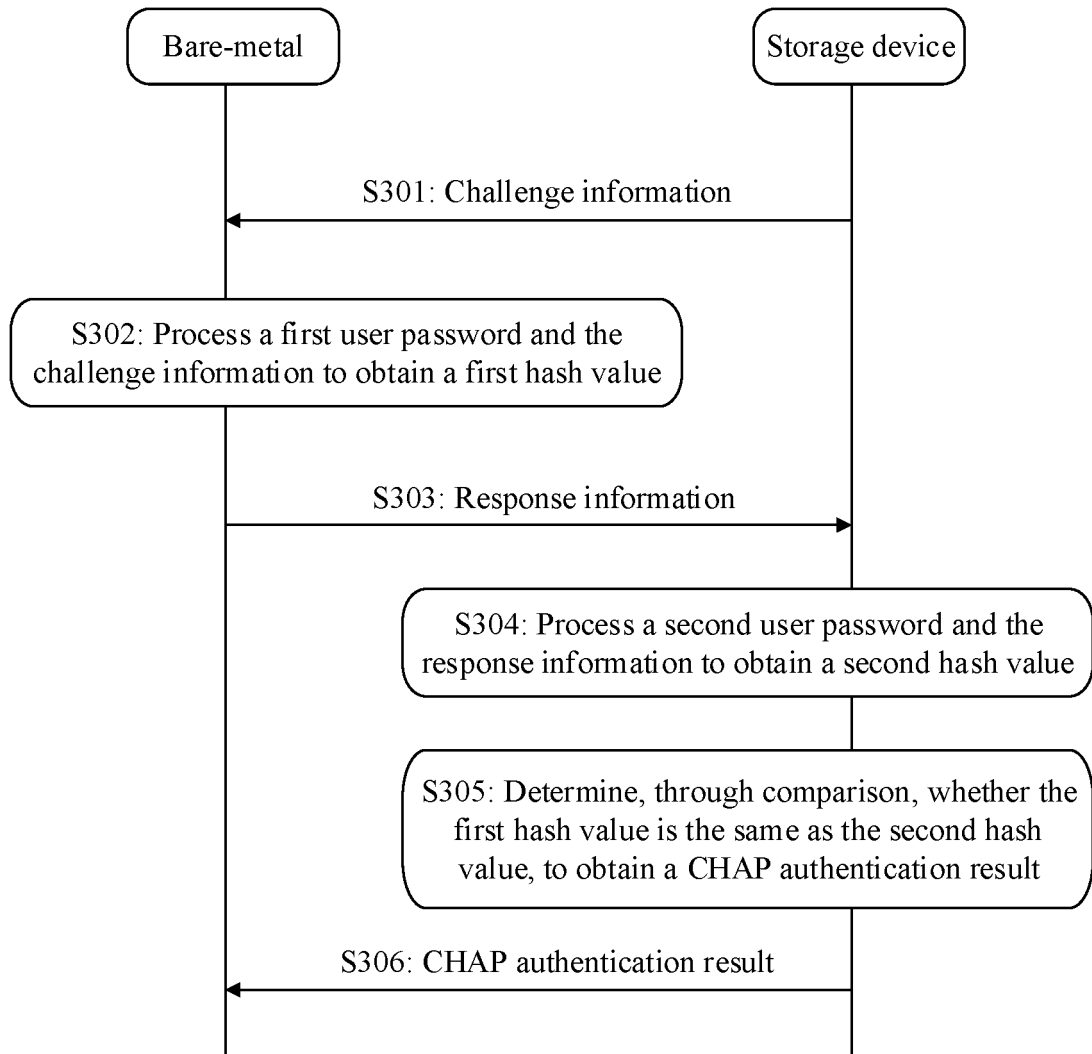 Bare-metal
Storage device
S301: Challenge information
S302: Process a first user password and the
challenge information to obtain a first hash value
S303: Response information
S304: Process a second user password and the
response information to obtain a second hash value
S305: Determine, through comparison, whether the
first hash value is the same as the second hash
value, to obtain a CHAP authentication result
S306: CHAP authentication result